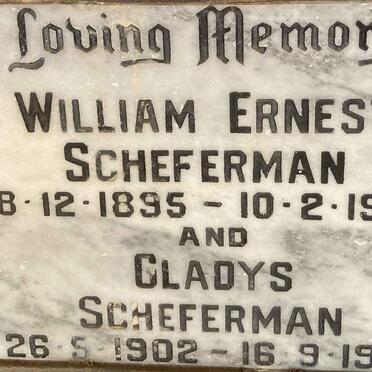 Loving Memor
WILLIAM ERNES
SCHEFERMAN
8·12·1895 – 10·2·19
AND
GLADYS
SCHEFERMAN
26·5·1902 – 16·9·19